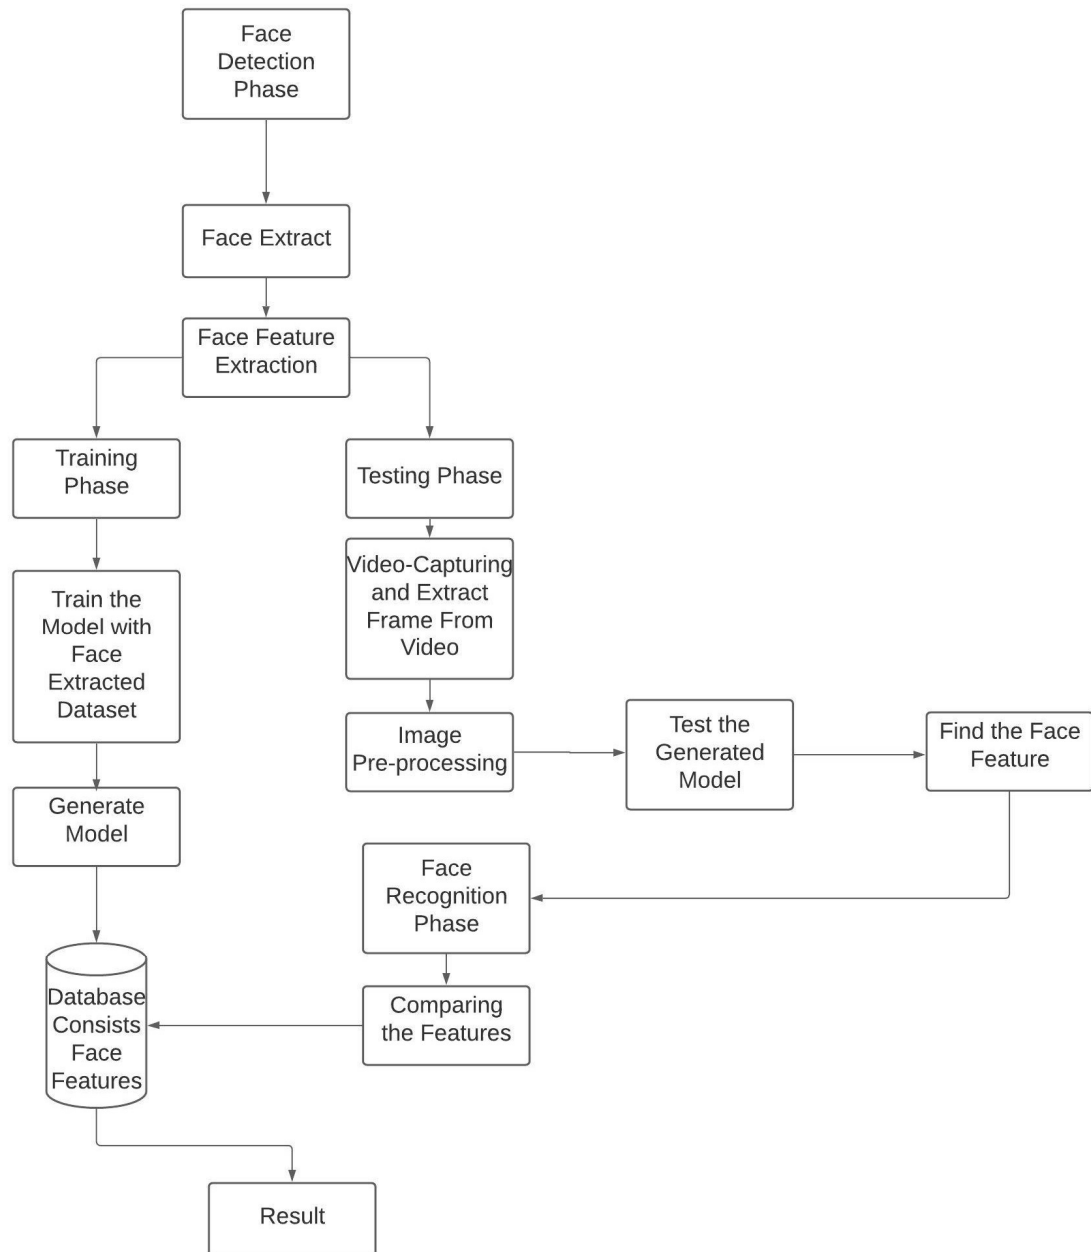 Face
Detection
Phase
Face Extract
Face Feature
Extraction
Training
Phase
Testing Phase
Train the
Model with
Face
Extracted
Dataset
Video-Capturing
and Extract
Frame From
Video
Generate
Model
Image
Pre-processing
Test the
Generated
Model
Find the Face
Feature
Face
Recognition
Phase
Comparing
the Features
Database
Consists
Face
Features
Result